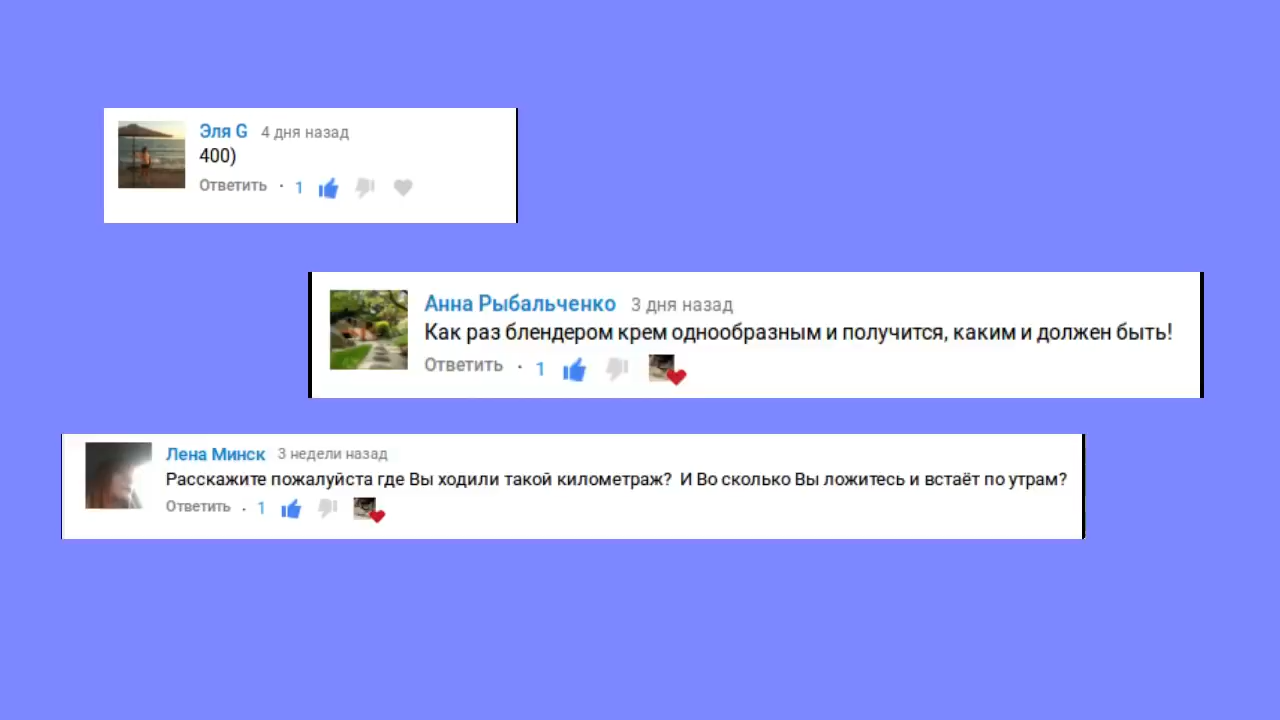 Эля G 4 дня назад
400)
Ответить · 1
Анна Рыбальченко 3 дня назад
Как раз блендером крем однообразным и получится, каким и должен быть!
Ответить · 1
Лена Минск 3 недели назад
Расскажите пожалуйста где Вы ходили такой километраж? И Во сколько Вы ложитесь и встаёт по утрам?
Ответить · 1